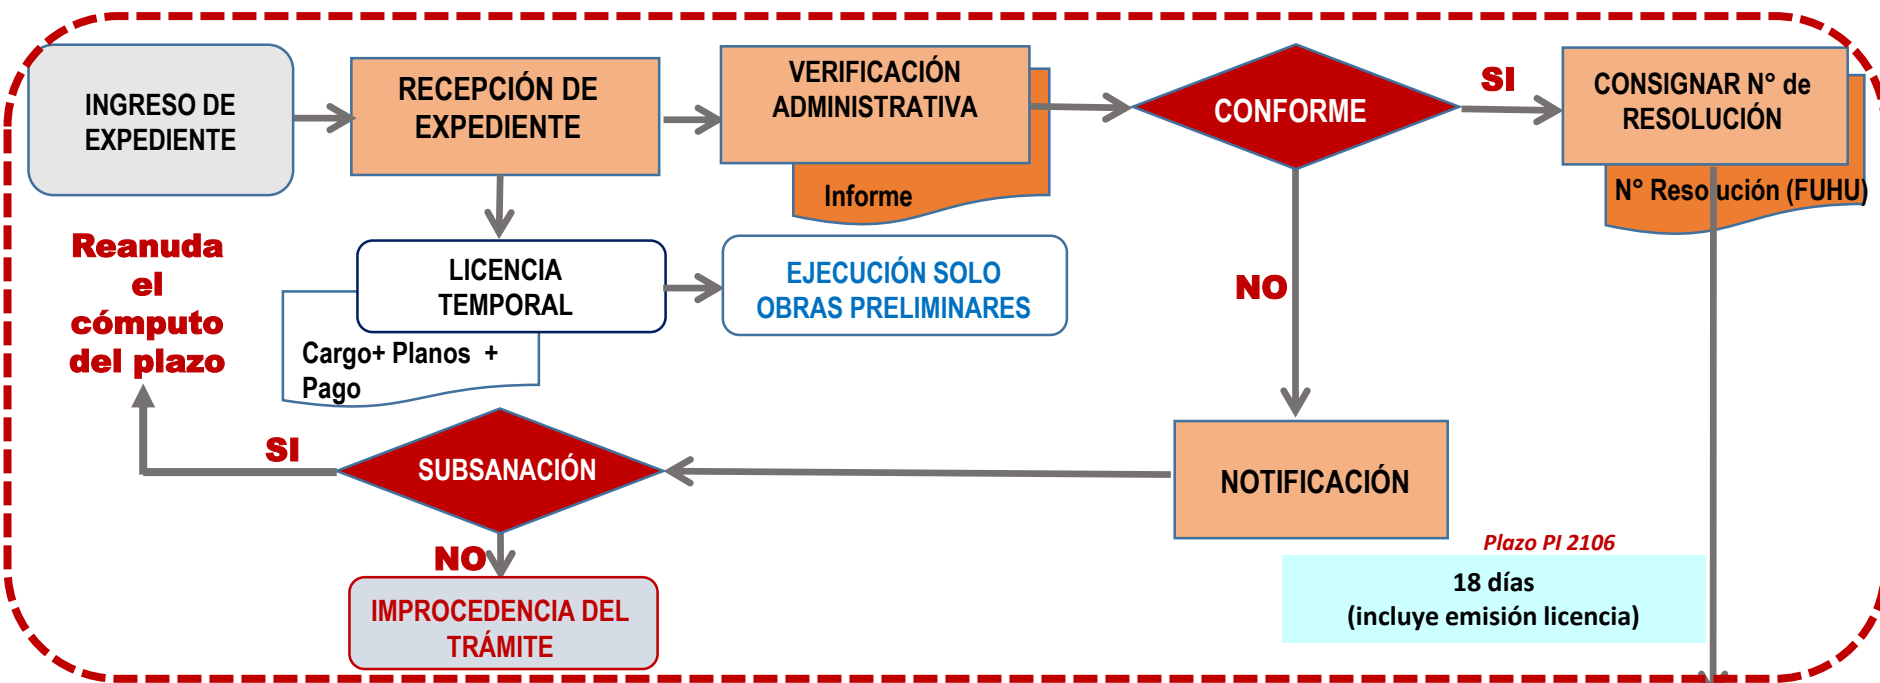 INGRESO DE
EXPEDIENTE
RECEPCIÓN DE
EXPEDIENTE
VERIFICACIÓN
ADMINISTRATIVA
Informe
CONFORME
SI
CONSIGNAR N° de
RESOLUCIÓN
N° Resolución (FUHU)
Reanuda
el
cómputo
del plazo
LICENCIA
TEMPORAL
Cargo+ Planos +
Pago
EJECUCIÓN SOLO
OBRAS PRELIMINARES
NO
SI
SUBSANACIÓN
NOTIFICACIÓN
NO
IMPROCEDENCIA DEL
TRÁMITE
Plazo PI 2106
18 días
(incluye emisión licencia)